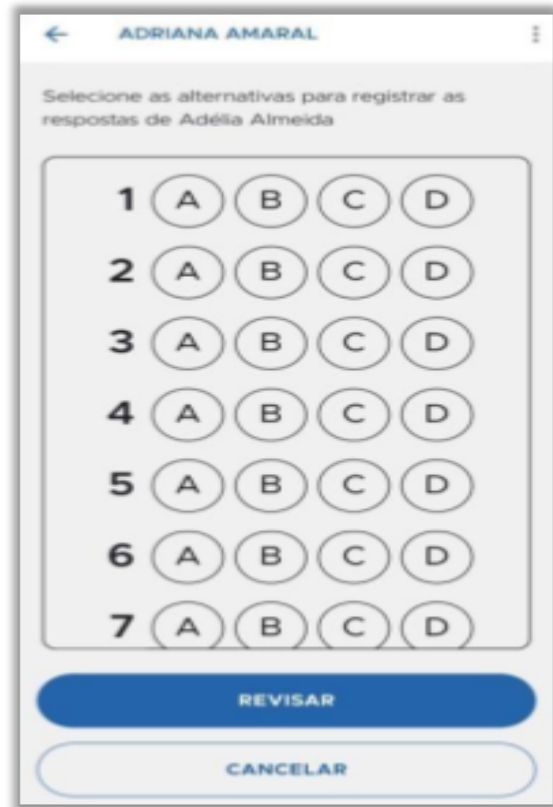 ADRIANA AMARAL
Selecione as alternativas para registrar as
respostas de Adélia Almeida
1 A B C D
2 A B C D
3 A B C D
4 A B C D
5 A B C D
6 A B C D
7 A B C D
REVISAR
CANCELAR